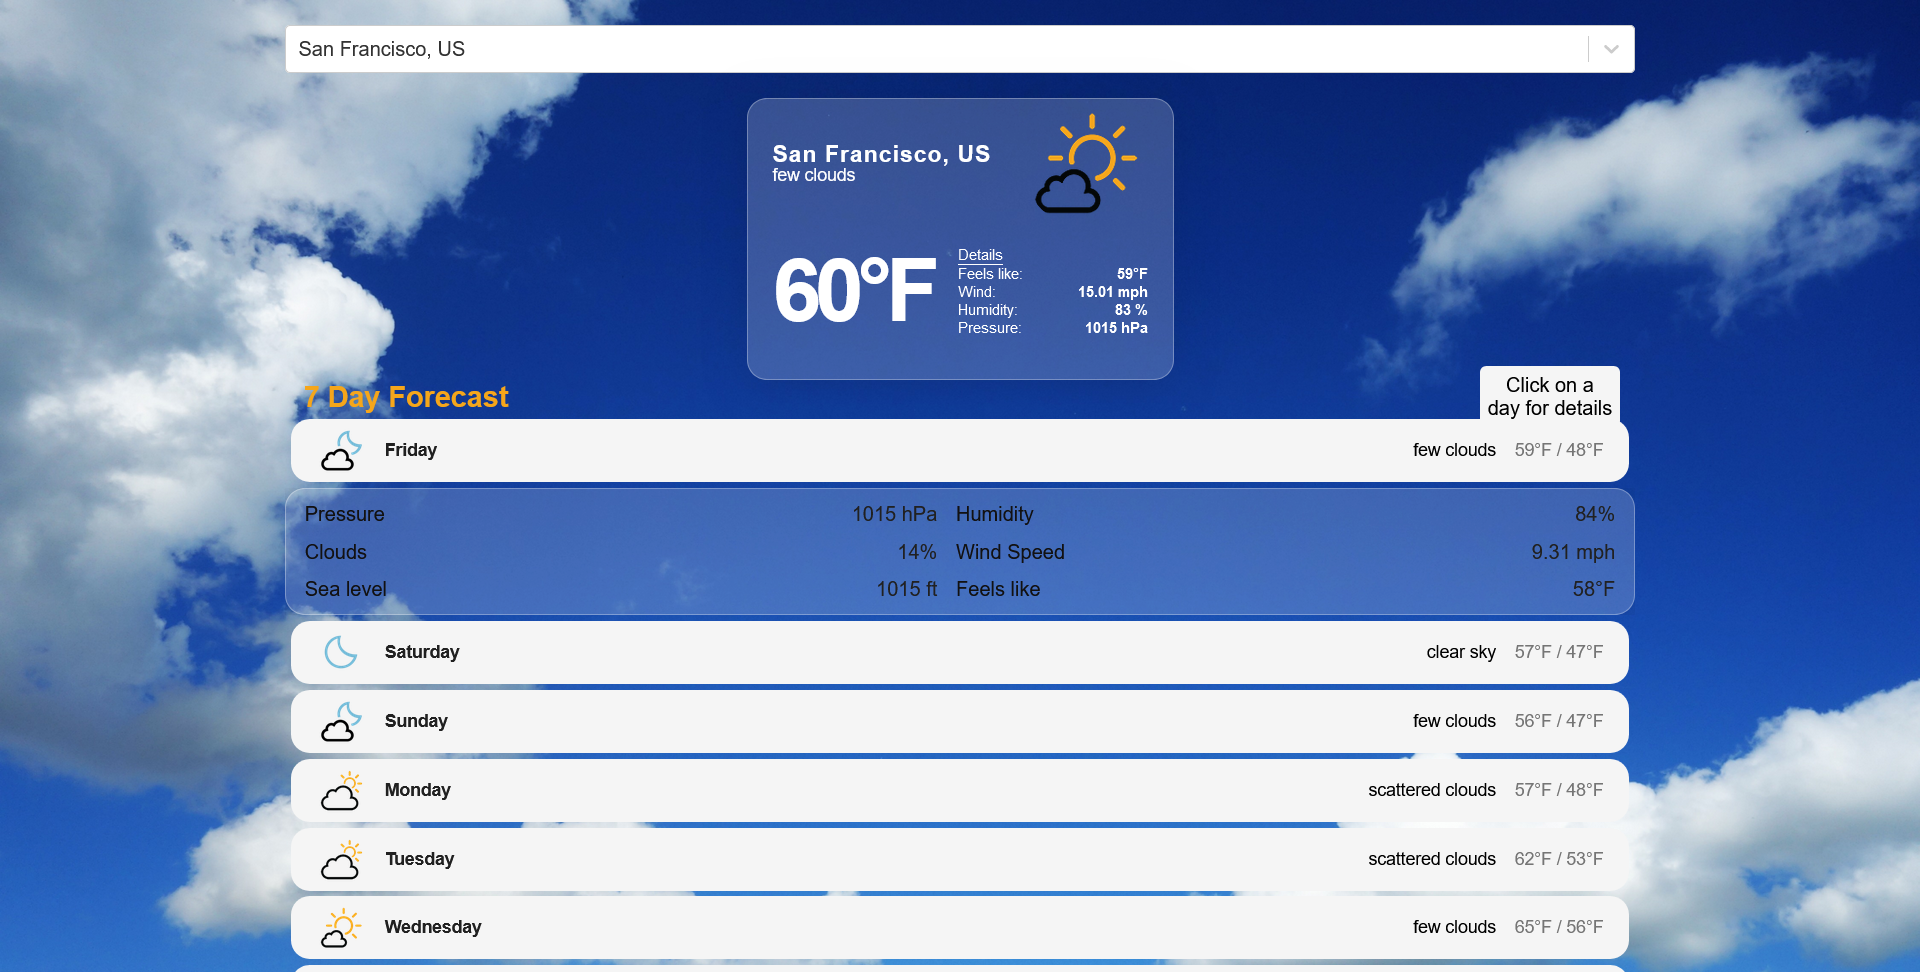 San Francisco, US
San Francisco, US
few clouds
60°F
Details
Feels like: 59°F
Wind: 15.01 mph
Humidity: 83 %
Pressure: 1015 hPa
7 Day Forecast
Click on a
day for details
Friday few clouds 59°F / 48°F
Pressure 1015 hPa Humidity 84%
Clouds 14% Wind Speed 9.31 mph
Sea level 1015 ft Feels like 58°F
Saturday clear sky 57°F / 47°F
Sunday few clouds 56°F / 47°F
Monday scattered clouds 57°F / 48°F
Tuesday scattered clouds 62°F / 53°F
Wednesday few clouds 65°F / 56°F